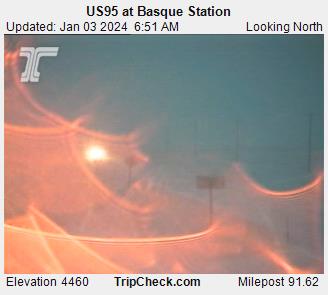 US95 at Basque Station
Updated: Jan 03 2024 6:51 AM Looking North
Elevation 4460 TripCheck.com Milepost 91.62